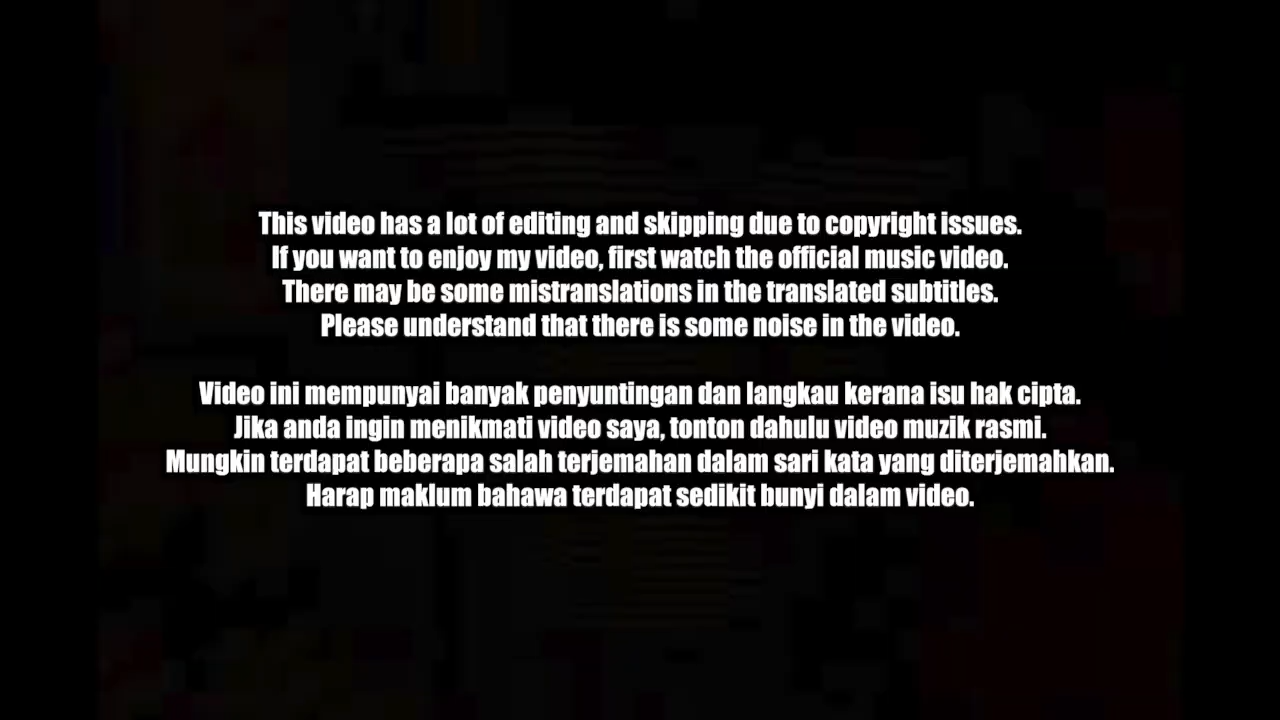 This video has a lot of editing and skipping due to copyright issues.
If you want to enjoy my video, first watch the official music video.
There may be some mistranslations in the translated subtitles.
Please understand that there is some noise in the video.
Video ini mempunyai banyak penyuntingan dan langkau kerana isu hak cipta.
Jika anda ingin menikmati video saya, tonton dahulu video muzik rasmi.
Mungkin terdapat beberapa salah terjemahan dalam sari kata yang diterjemahkan.
Harap maklum bahawa terdapat sedikit bunyi dalam video.